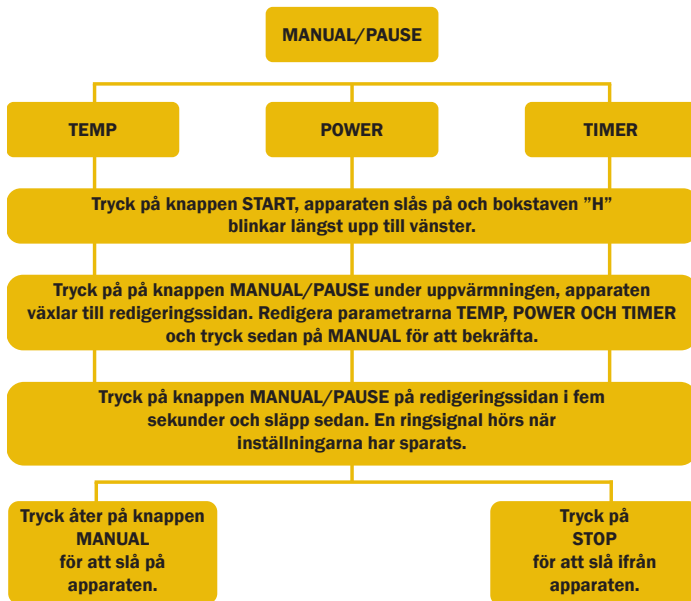 MANUAL/PAUSE
TEMP
POWER
TIMER
Tryck på knappen START, apparaten slås på och bokstaven ”H”
blinkar längst upp till vänster.
Tryck på på knappen MANUAL/PAUSE under uppvärmningen, apparaten
växlar till redigeringssidan. Redigera parametrarna TEMP, POWER OCH TIMER
och tryck sedan på MANUAL för att bekräfta.
Tryck på knappen MANUAL/PAUSE på redigeringssidan i fem
sekunder och släpp sedan. En ringsignal hörs när
inställningarna har sparats.
Tryck åter på knappen
MANUAL
för att slå på
apparaten.
Tryck på
STOP
för att slå ifrån
apparaten.